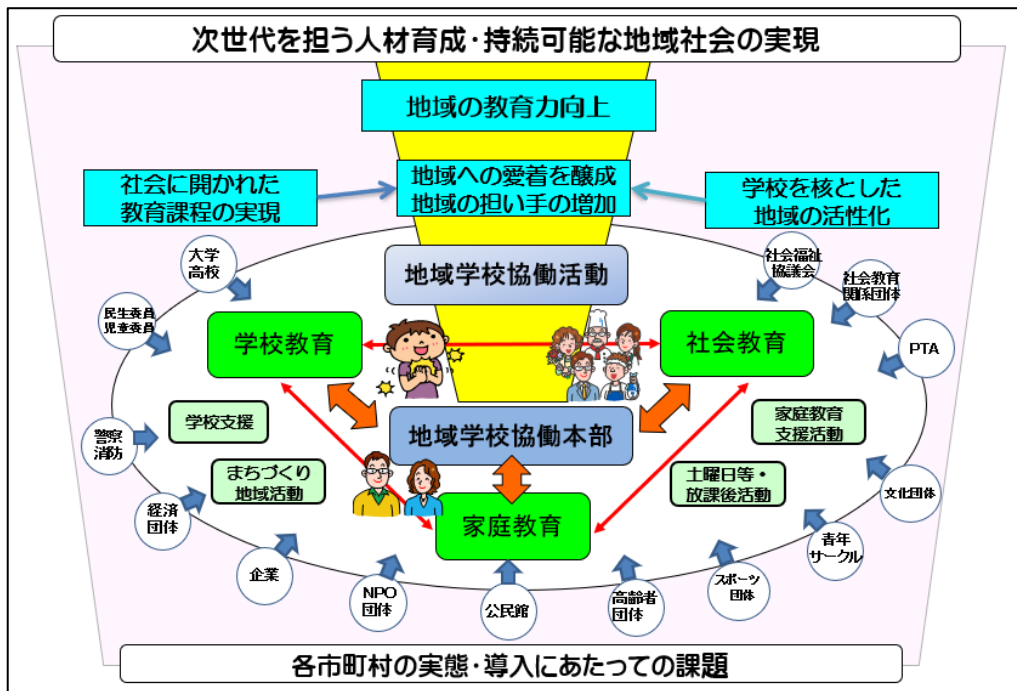 次世代を担う人材育成・持続可能な地域社会の実現
地域の教育力向上
社会に開かれた
教育課程の実現
地域への愛着を醸成
地域の担い手の増加
学校を核とした
地域の活性化
大学
高校
地域学校協働活動
社会福祉
協議会
社会教育
関係団体
民生委員
児童委員
学校教育
社会教育
PTA
学校支援
地域学校協働本部
家庭教育
支援活動
警察
消防
まちづくり
地域活動
土曜日等・
放課後活動
文化団体
経済
団体
家庭教育
青年
サークル
企業
NPO
団体
公民館
高齢者
団体
スポーツ
団体
各市町村の実態・導入にあたっての課題